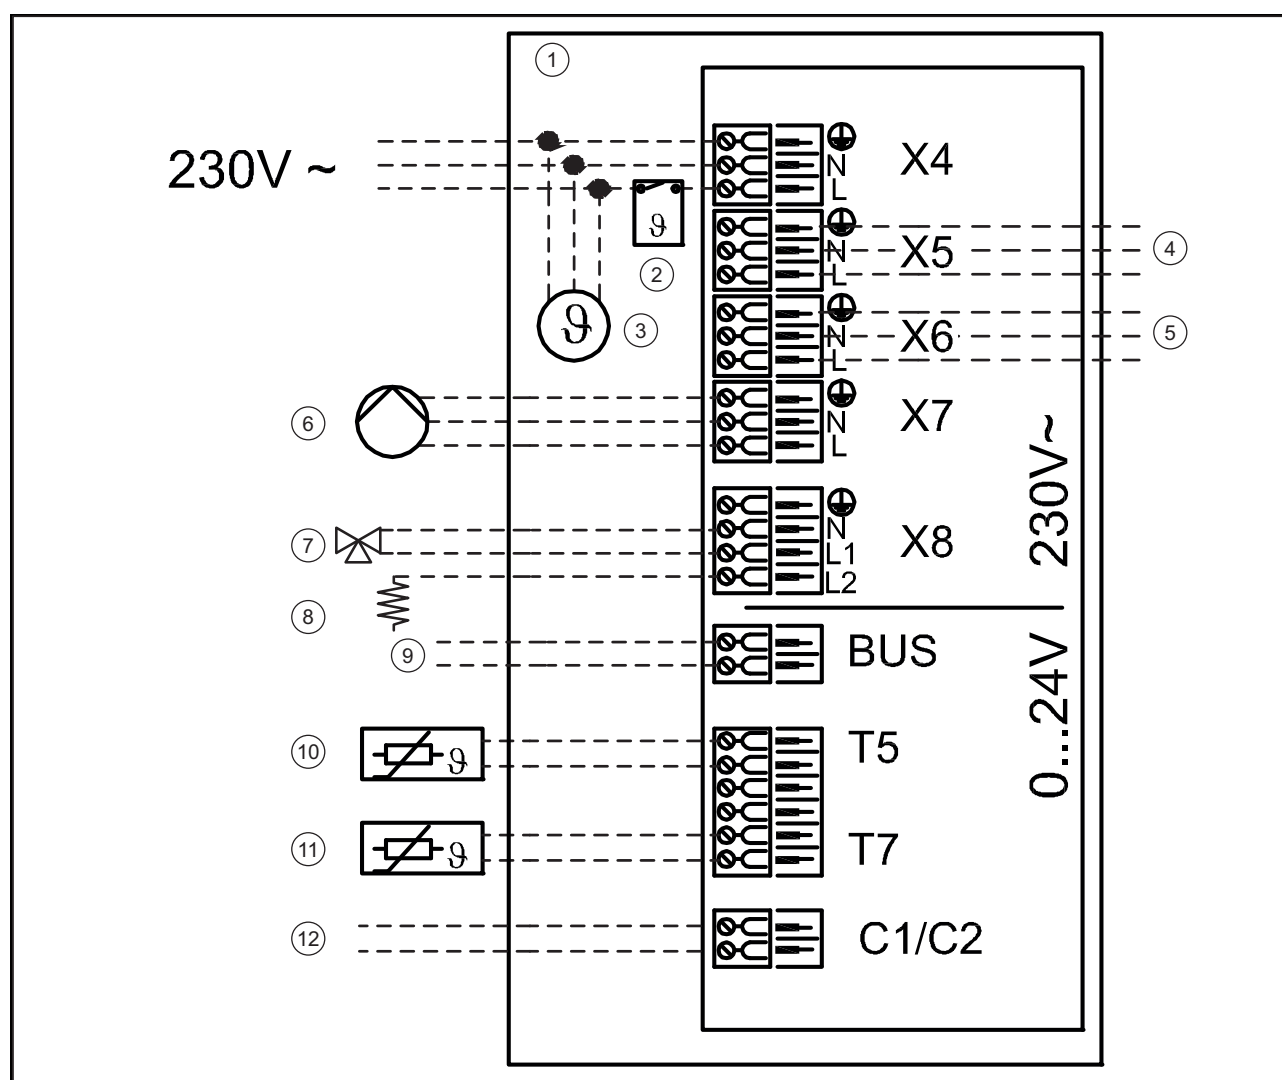 1
230V ~
⏚
N
L
X4
ϑ
2
⏚
N
L
X5
4
ϑ
3
⏚
N
L
X6
5
6
⏚
N
L
X7
230V~
7
⏚
N
L1
L2
X8
8
9
BUS
0...24V
10
ϑ
T5
11
ϑ
T7
12
C1/C2